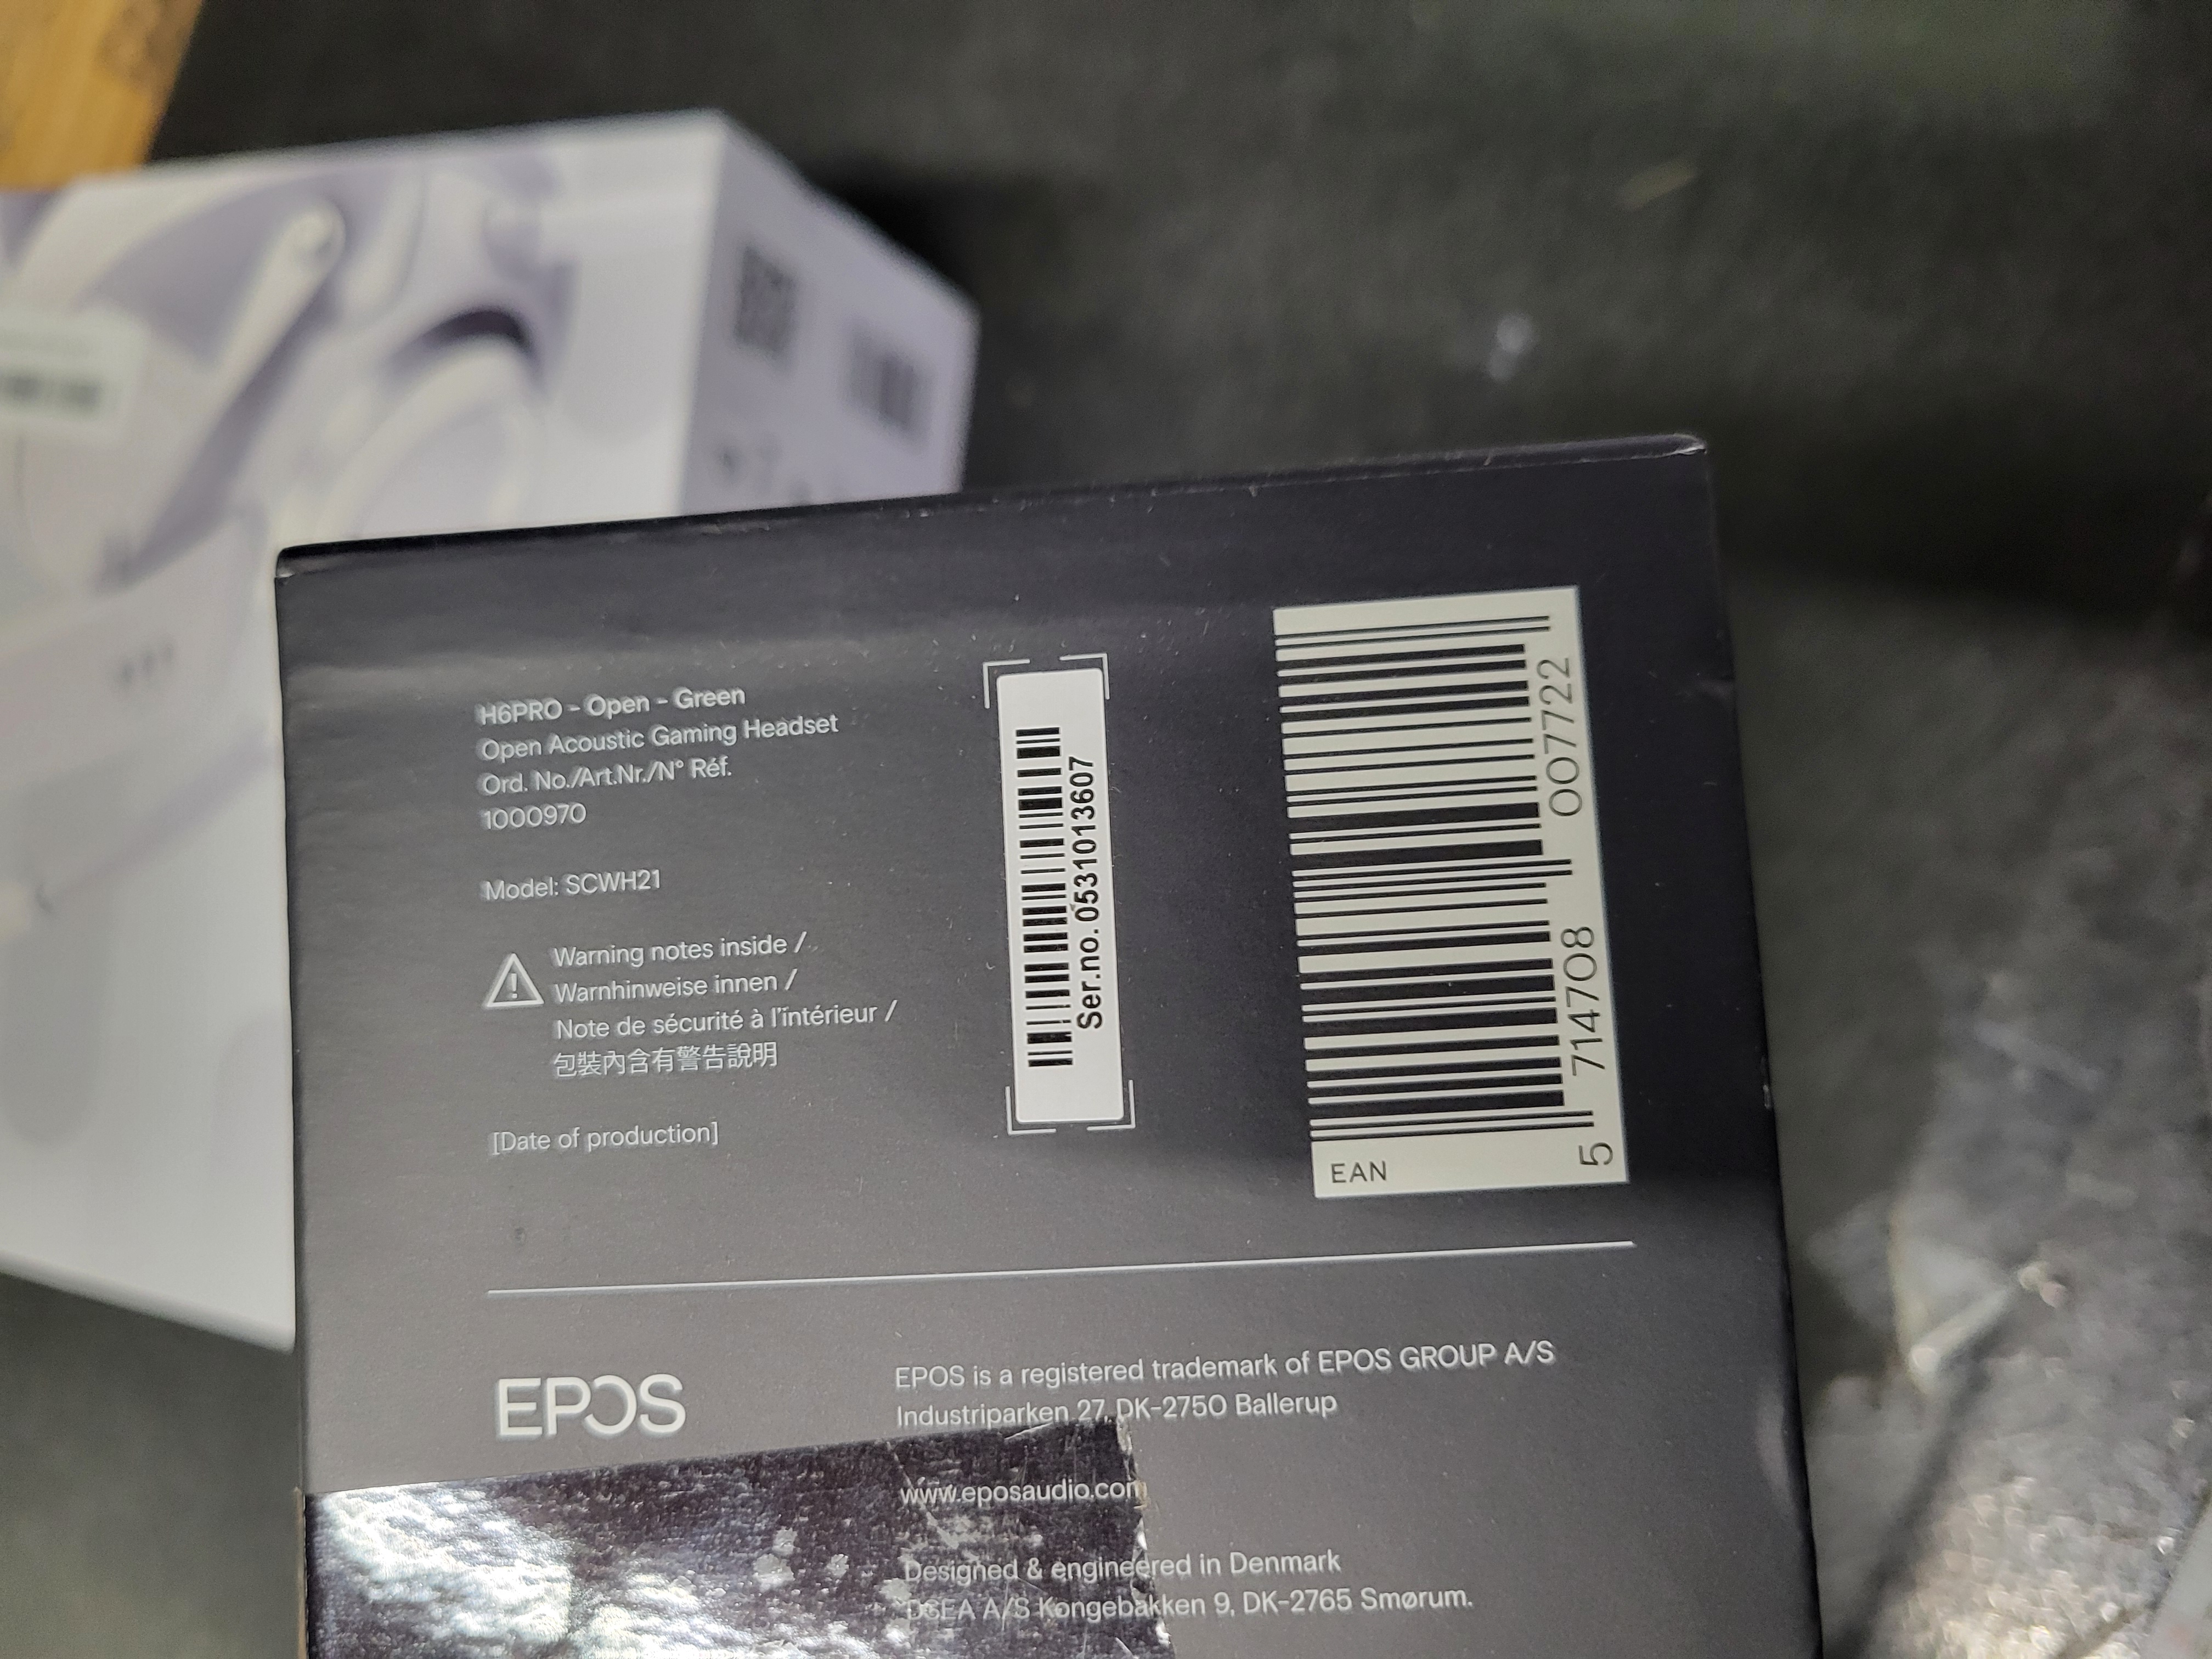 H6PRO - Open - Green
Open Acoustic Gaming Headset
Ord. No./Art.Nr./N° Réf.
1000970
Model: SCWH21
Warning notes inside /
Warnhinweise innen /
Note de sécurité à l'intérieur /
包裝內含有警告說明
[Date of production]
Ser.no. 0531013607
EAN
5 714708 007722
EPOS
EPOS is a registered trademark of EPOS GROUP A/S
Industriparken 27, DK-2750 Ballerup
www.eposaudio.com
Designed & engineered in Denmark
DSEA A/S Kongebakken 9, DK-2765 Smørum.